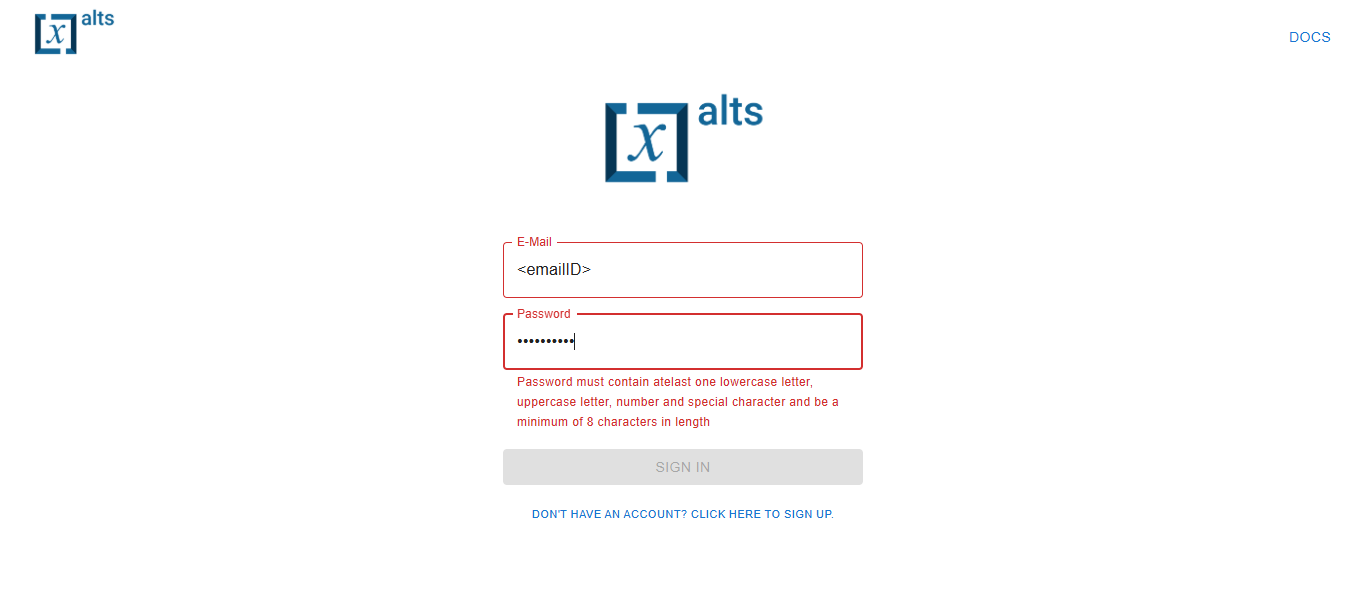 [x] alts
DOCS
[x] alts
E-Mail
<emailID>
Password
••••••••••
Password must contain atelast one lowercase letter,
uppercase letter, number and special character and be a
minimum of 8 characters in length
SIGN IN
DON'T HAVE AN ACCOUNT? CLICK HERE TO SIGN UP.